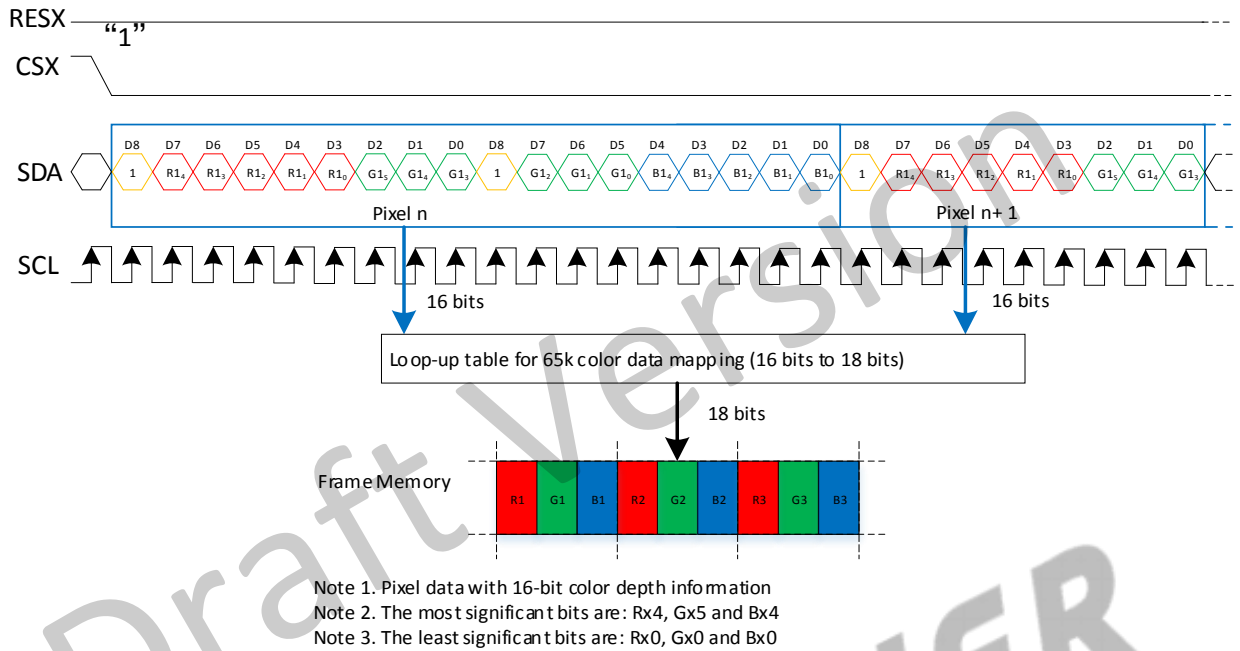 RESX
“1”
CSX
D8 D7 D6 D5 D4 D3 D2 D1 D0 D8 D7 D6 D5 D4 D3 D2 D1 D0 D8 D7 D6 D5 D4 D3 D2 D1 D0
SDA 1 R1₄ R1₃ R1₂ R1₁ R1₀ G1₅ G1₄ G1₃ 1 G1₂ G1₁ G1₀ B1₄ B1₃ B1₂ B1₁ B1₀ 1 R1₄ R1₃ R1₂ R1₁ R1₀ G1₅ G1₄ G1₃
Pixel n Pixel n+ 1
SCL
16 bits 16 bits
Loop-up table for 65k color data mapping (16 bits to 18 bits)
18 bits
Frame Memory
R1 G1 B1 R2 G2 B2 R3 G3 B3
Note 1. Pixel data with 16-bit color depth information
Note 2. The most significant bits are: Rx4, Gx5 and Bx4
Note 3. The least significant bits are: Rx0, Gx0 and Bx0
Draft Version